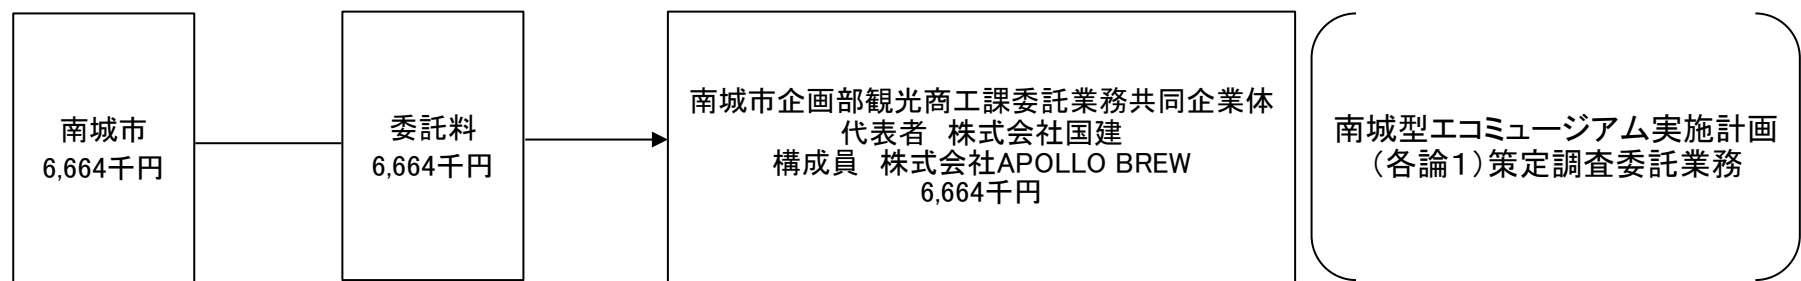 南城市
6,664千円
委託料
6,664千円
南城市企画部観光商工課委託業務共同企業体
代表者　株式会社国建
構成員　株式会社APOLLO BREW
6,664千円
南城型エコミュージアム実施計画
（各論１）策定調査委託業務